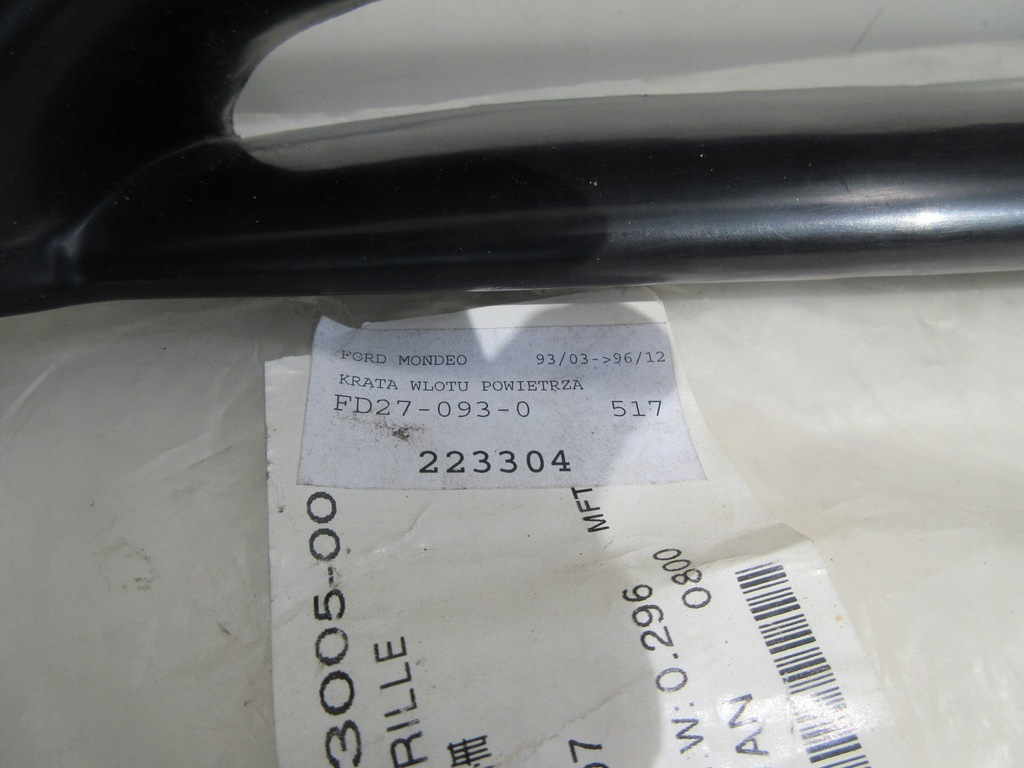 FORD MONDEO 93/03->96/12
KRATA WLOTU POWIETRZA
FD27-093-0 517
223304
3005-00
RILLE
MFT
W: 0.296
0800
AN